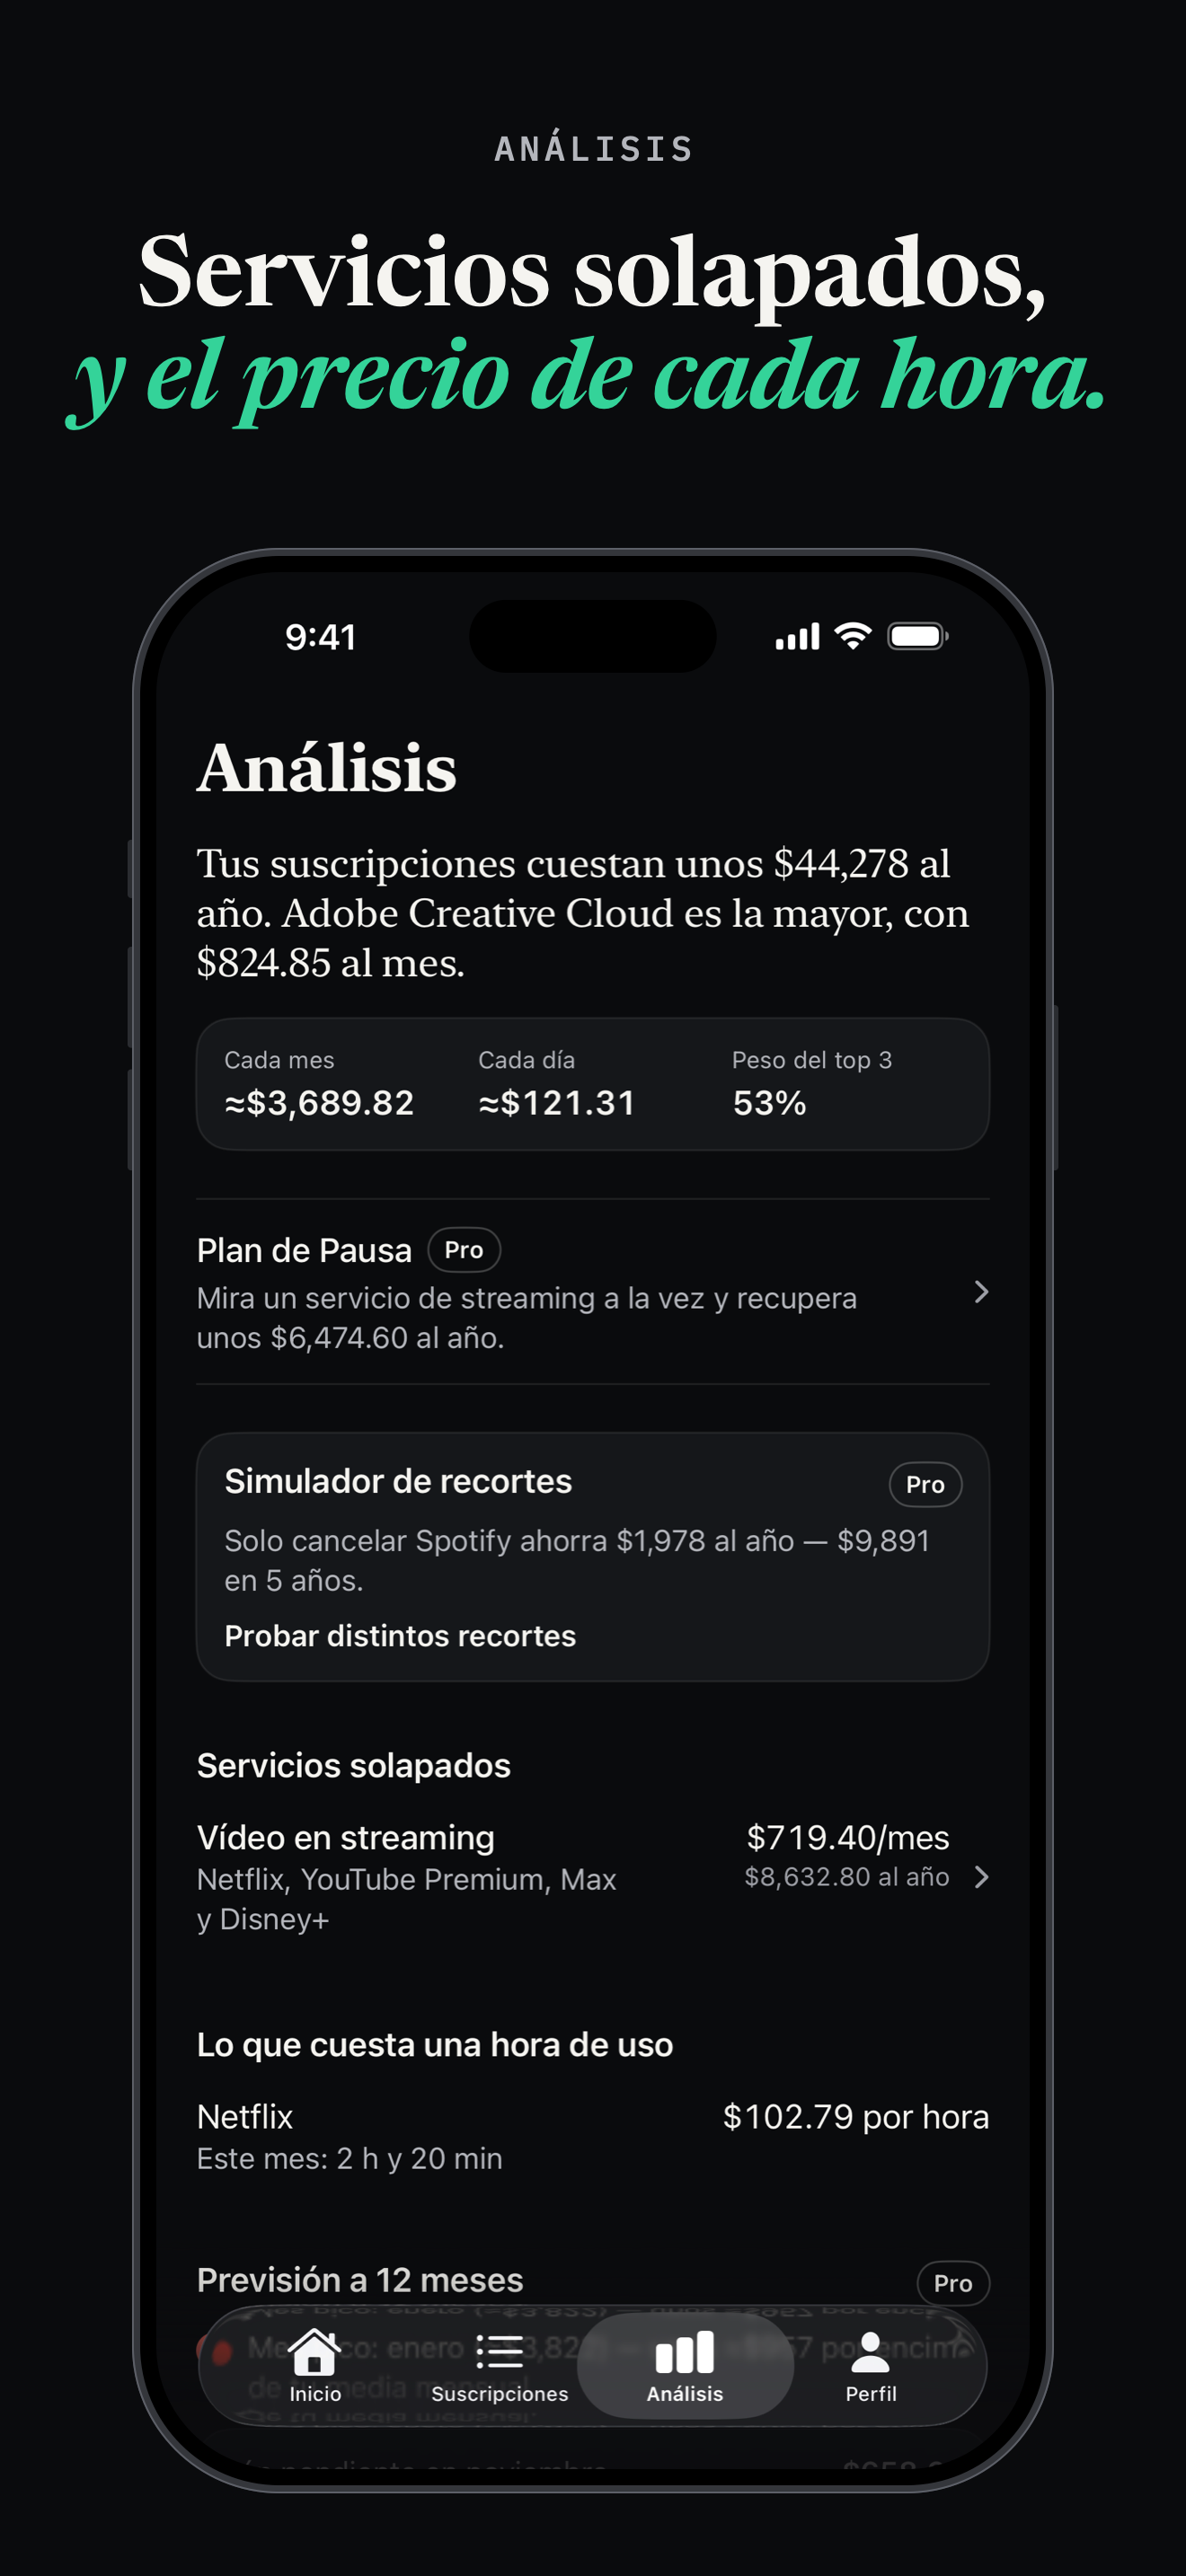 ANÁLISIS
Servicios solapados,
y el precio de cada hora.
9:41
Análisis
Tus suscripciones cuestan unos $44,278 al
año. Adobe Creative Cloud es la mayor, con
$824.85 al mes.
Cada mes Cada día Peso del top 3
≈$3,689.82 ≈$121.31 53%
Plan de Pausa Pro
Mira un servicio de streaming a la vez y recupera
unos $6,474.60 al año.
Simulador de recortes Pro
Solo cancelar Spotify ahorra $1,978 al año — $9,891
en 5 años.
Probar distintos recortes
Servicios solapados
Vídeo en streaming $719.40/mes
Netflix, YouTube Premium, Max $8,632.80 al año
y Disney+
Lo que cuesta una hora de uso
Netflix $102.79 por hora
Este mes: 2 h y 20 min
Previsión a 12 meses Pro
Inicio Suscripciones Análisis Perfil